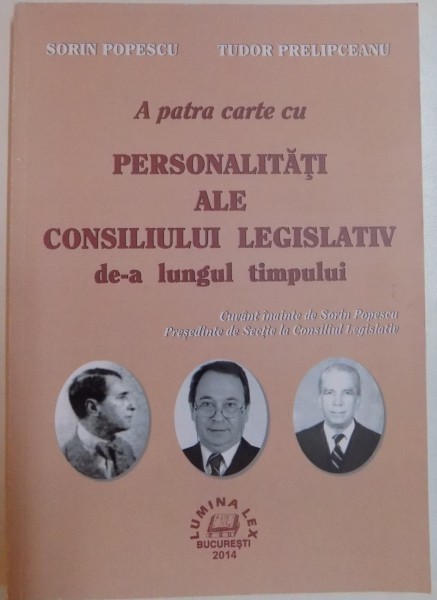 SORIN POPESCU TUDOR PRELIPCEANU
A patra carte cu
PERSONALITĂŢI
ALE
CONSILIULUI LEGISLATIV
de-a lungul timpului
Cuvânt înainte de Sorin Popescu
Preşedinte de Secţie la Consiliul Legislativ
LUMINA LEX
BUCUREŞTI
2014